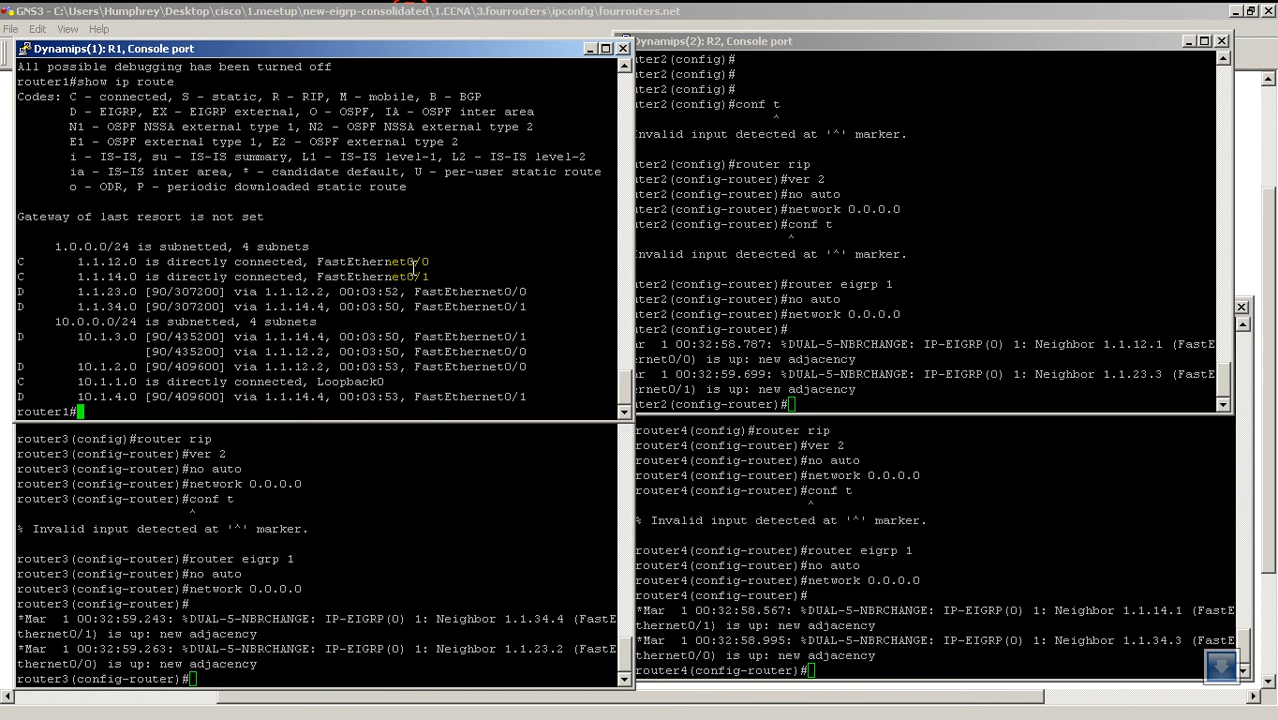 GNS3 - C:\Users\Humphrey\Desktop\cisco\1.meetup\new-eigrp-consolidated\1.CCNA\3.fourrouters\ipconfig\fourrouters.net
File Edit View Help
Dynamips(1): R1, Console port
All possible debugging has been turned off
router1#show ip route
Codes: C - connected, S - static, R - RIP, M - mobile, B - BGP
D - EIGRP, EX - EIGRP external, O - OSPF, IA - OSPF inter area
N1 - OSPF NSSA external type 1, N2 - OSPF NSSA external type 2
E1 - OSPF external type 1, E2 - OSPF external type 2
i - IS-IS, su - IS-IS summary, L1 - IS-IS level-1, L2 - IS-IS level-2
ia - IS-IS inter area, * - candidate default, U - per-user static route
o - ODR, P - periodic downloaded static route
Gateway of last resort is not set
1.0.0.0/24 is subnetted, 4 subnets
C 1.1.12.0 is directly connected, FastEthernet0/0
C 1.1.14.0 is directly connected, FastEthernet0/1
D 1.1.23.0 [90/307200] via 1.1.12.2, 00:03:52, FastEthernet0/0
D 1.1.34.0 [90/307200] via 1.1.14.4, 00:03:50, FastEthernet0/1
10.0.0.0/24 is subnetted, 4 subnets
D 10.1.3.0 [90/435200] via 1.1.14.4, 00:03:50, FastEthernet0/1
[90/435200] via 1.1.12.2, 00:03:50, FastEthernet0/0
D 10.1.2.0 [90/409600] via 1.1.12.2, 00:03:53, FastEthernet0/0
C 10.1.1.0 is directly connected, Loopback0
D 10.1.4.0 [90/409600] via 1.1.14.4, 00:03:53, FastEthernet0/1
router1#
Dynamips(2): R2, Console port
uter2(config)#
uter2(config)#
uter2(config)#
uter2(config)#conf t
^
Invalid input detected at '^' marker.
uter2(config)#router rip
uter2(config-router)#ver 2
uter2(config-router)#no auto
uter2(config-router)#network 0.0.0.0
uter2(config-router)#conf t
^
Invalid input detected at '^' marker.
uter2(config-router)#router eigrp 1
uter2(config-router)#no auto
uter2(config-router)#network 0.0.0.0
uter2(config-router)#
ar 1 00:32:58.787: %DUAL-5-NBRCHANGE: IP-EIGRP(0) 1: Neighbor 1.1.12.1 (FastE
ernet0/0) is up: new adjacency
ar 1 00:32:59.699: %DUAL-5-NBRCHANGE: IP-EIGRP(0) 1: Neighbor 1.1.23.3 (FastE
ernet0/1) is up: new adjacency
uter2(config-router)#
router3(config)#router rip
router3(config-router)#ver 2
router3(config-router)#no auto
router3(config-router)#network 0.0.0.0
router3(config-router)#conf t
^
% Invalid input detected at '^' marker.
router3(config-router)#router eigrp 1
router3(config-router)#no auto
router3(config-router)#network 0.0.0.0
router3(config-router)#
*Mar 1 00:32:59.243: %DUAL-5-NBRCHANGE: IP-EIGRP(0) 1: Neighbor 1.1.34.4 (FastE
thernet0/1) is up: new adjacency
*Mar 1 00:32:59.263: %DUAL-5-NBRCHANGE: IP-EIGRP(0) 1: Neighbor 1.1.23.2 (FastE
thernet0/0) is up: new adjacency
router3(config-router)#
router4(config)#router rip
router4(config-router)#ver 2
router4(config-router)#no auto
router4(config-router)#network 0.0.0.0
router4(config-router)#conf t
^
% Invalid input detected at '^' marker.
router4(config-router)#router eigrp 1
router4(config-router)#no auto
router4(config-router)#network 0.0.0.0
router4(config-router)#
*Mar 1 00:32:58.567: %DUAL-5-NBRCHANGE: IP-EIGRP(0) 1: Neighbor 1.1.14.1 (FastE
thernet0/1) is up: new adjacency
*Mar 1 00:32:58.995: %DUAL-5-NBRCHANGE: IP-EIGRP(0) 1: Neighbor 1.1.34.3 (FastE
thernet0/0) is up: new adjacency
router4(config-router)#